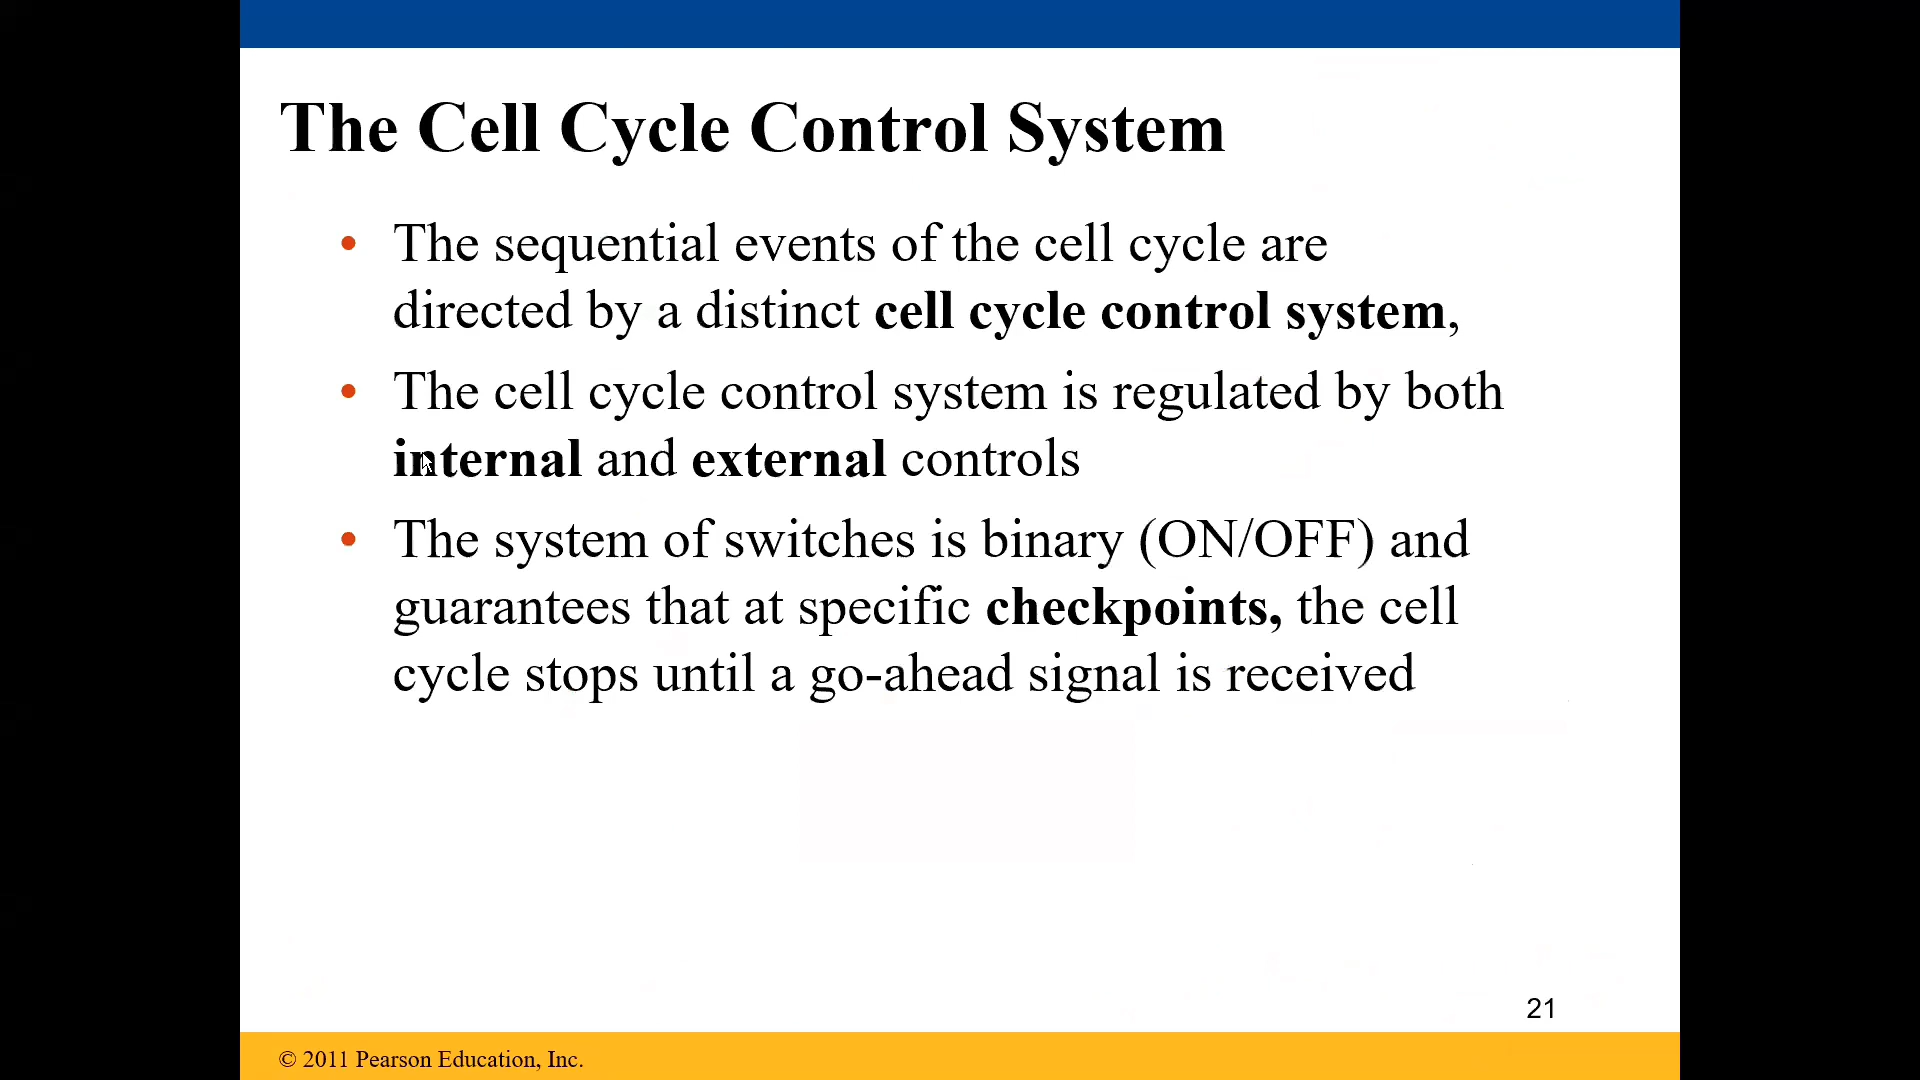 The Cell Cycle Control System
• The sequential events of the cell cycle are
directed by a distinct cell cycle control system,
• The cell cycle control system is regulated by both
internal and external controls
• The system of switches is binary (ON/OFF) and
guarantees that at specific checkpoints, the cell
cycle stops until a go-ahead signal is received
21
© 2011 Pearson Education, Inc.